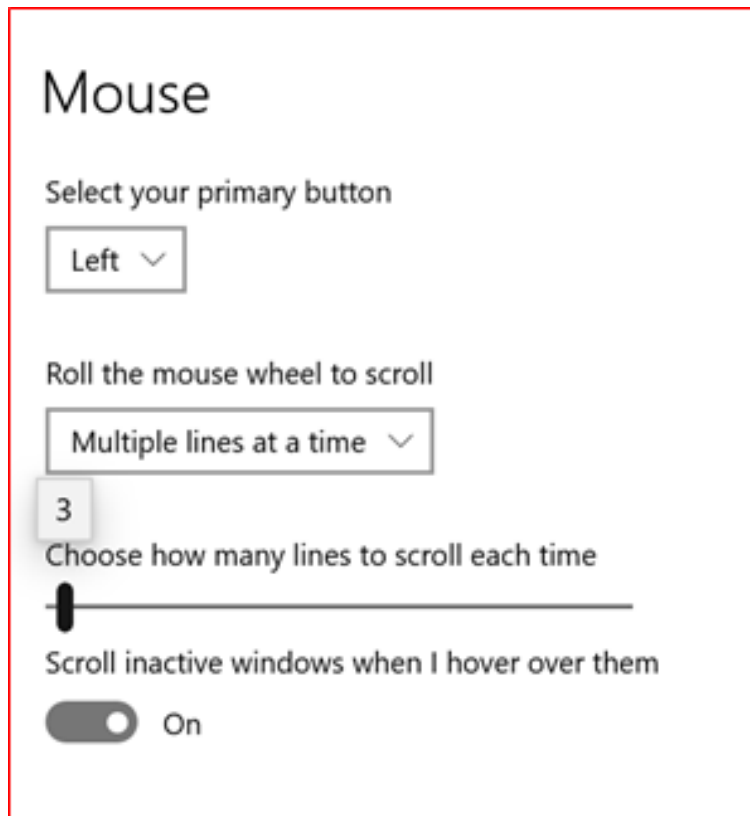 Mouse
Select your primary button
Left
Roll the mouse wheel to scroll
Multiple lines at a time
3
Choose how many lines to scroll each time
Scroll inactive windows when I hover over them
On